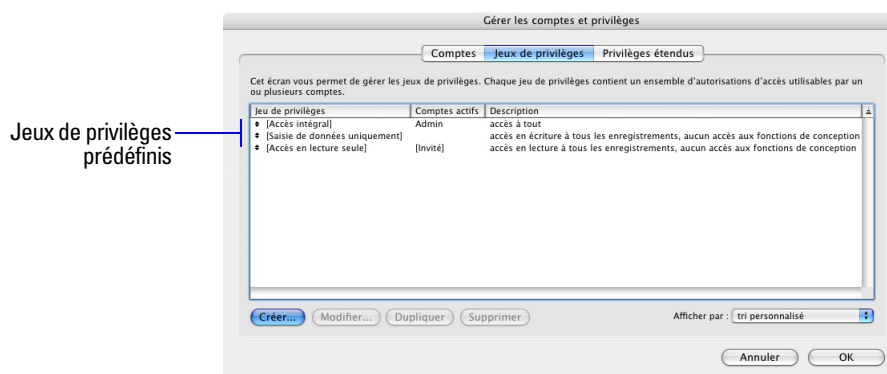 Gérer les comptes et privilèges
Comptes Jeux de privilèges Privilèges étendus
Cet écran vous permet de gérer les jeux de privilèges. Chaque jeu de privilèges contient un ensemble d'autorisations d'accès utilisables par un
ou plusieurs comptes.
Jeu de privilèges Comptes actifs Description
[Accès intégral] Admin accès à tout
[Saisie de données uniquement] accès en écriture à tous les enregistrements, aucun accès aux fonctions de conception
[Accès en lecture seule] [Invité] accès en lecture à tous les enregistrements, aucun accès aux fonctions de conception
Jeux de privilèges
prédéfinis
Créer... Modifier... Dupliquer Supprimer Afficher par : tri personnalisé
Annuler OK